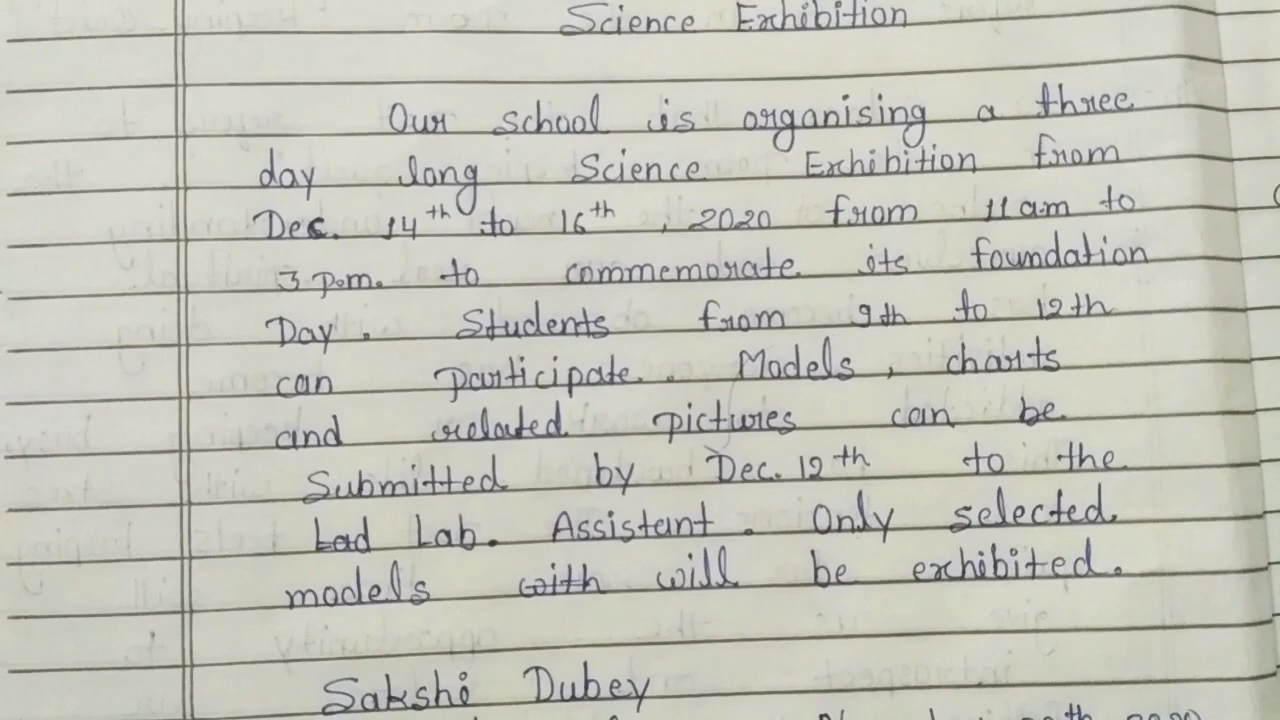 Science Exhibition
Our school is organising a three
day long Science Exhibition from
Dec. 14th to 16th, 2020 from 11am to
3 p.m. to commemorate its foundation
Day. Students from 9th to 12th
can participate. Models, charts
and related pictures can be
Submitted by Dec. 12th to the
Lad Lab. Assistant. Only selected
models with will be exhibited.
Sakshi Dubey